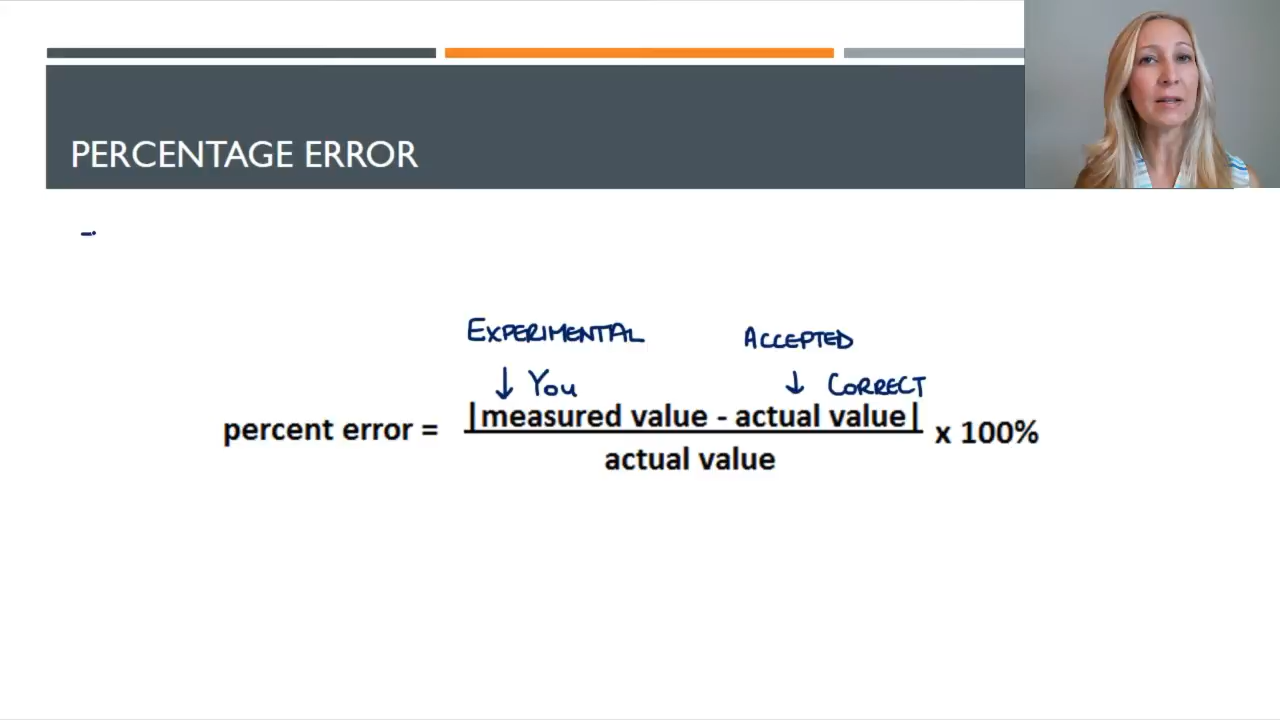 PERCENTAGE ERROR
EXPERIMENTAL ACCEPTED
↓ YOU ↓ CORRECT
percent error = |measured value - actual value| x 100%
actual value